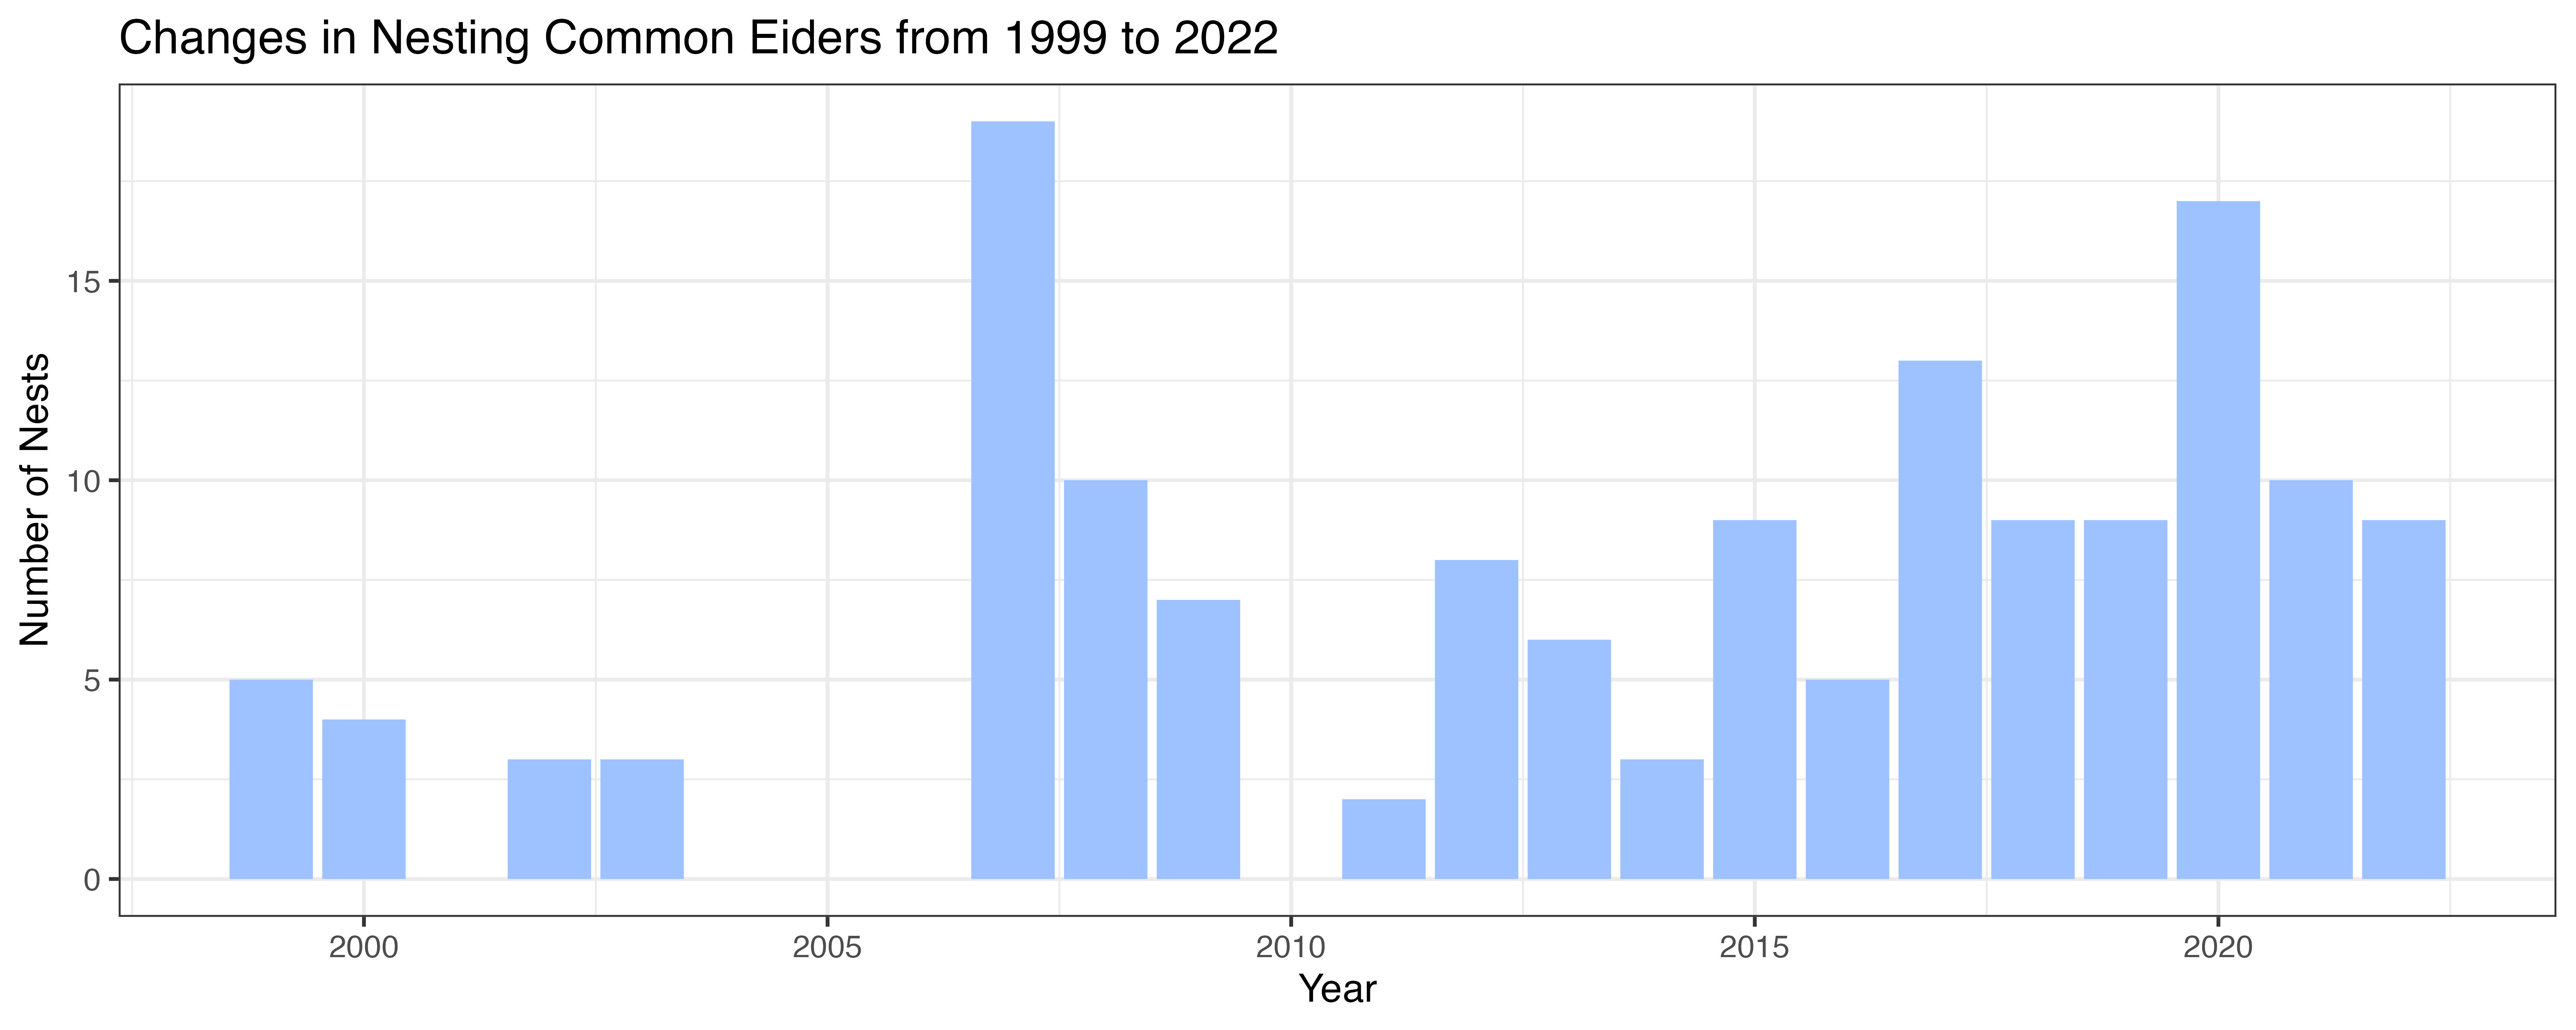 Changes in Nesting Common Eiders from 1999 to 2022
Number of Nests
15
10
5
0
2000 2005 2010 2015 2020
Year